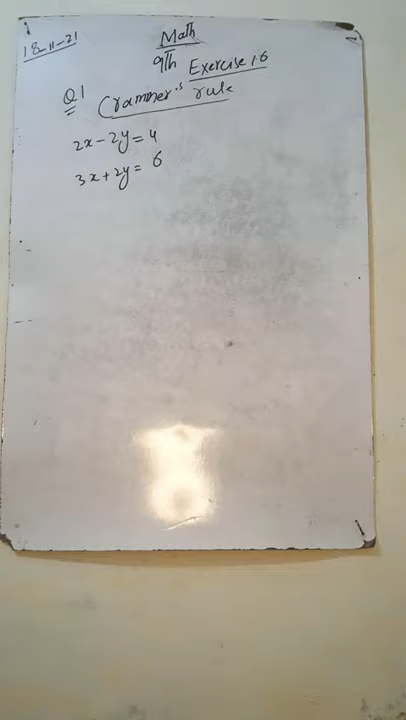 18-11-21
Math
9th Exercise 1.6
Q1 Crammer's rule
2x - 2y = 4
3x + 2y = 6